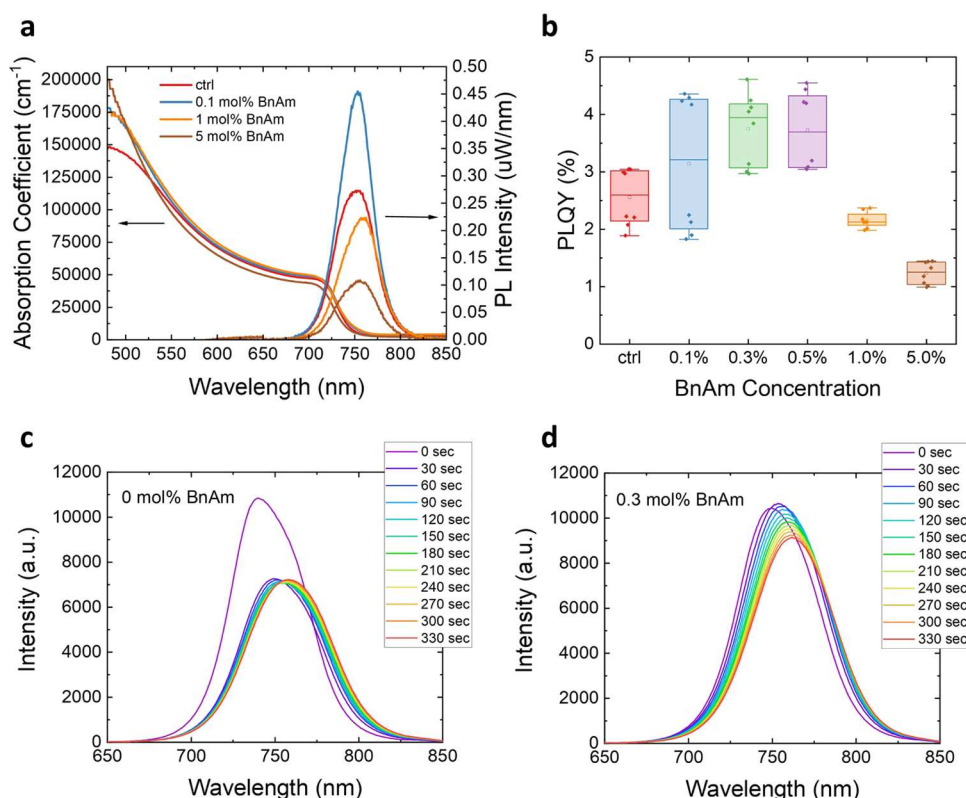 a
Absorption Coefficient (cm⁻¹)
200000
175000
150000
125000
100000
75000
50000
25000
0
ctrl
0.1 mol% BnAm
1 mol% BnAm
5 mol% BnAm
0.50
0.45
0.40
0.35
0.30
0.25
0.20
0.15
0.10
0.05
0.00
PL Intensity (uW/nm)
500 550 600 650 700 750 800 850
Wavelength (nm)
b
PLQY (%)
5
4
3
2
1
0
ctrl 0.1% 0.3% 0.5% 1.0% 5.0%
BnAm Concentration
c
Intensity (a.u.)
12000
10000
8000
6000
4000
2000
0
0 mol% BnAm
0 sec
30 sec
60 sec
90 sec
120 sec
150 sec
180 sec
210 sec
240 sec
270 sec
300 sec
330 sec
650 700 750 800 850
Wavelength (nm)
d
Intensity (a.u.)
12000
10000
8000
6000
4000
2000
0
0.3 mol% BnAm
0 sec
30 sec
60 sec
90 sec
120 sec
150 sec
180 sec
210 sec
240 sec
270 sec
300 sec
330 sec
650 700 750 800 850
Wavelength (nm)